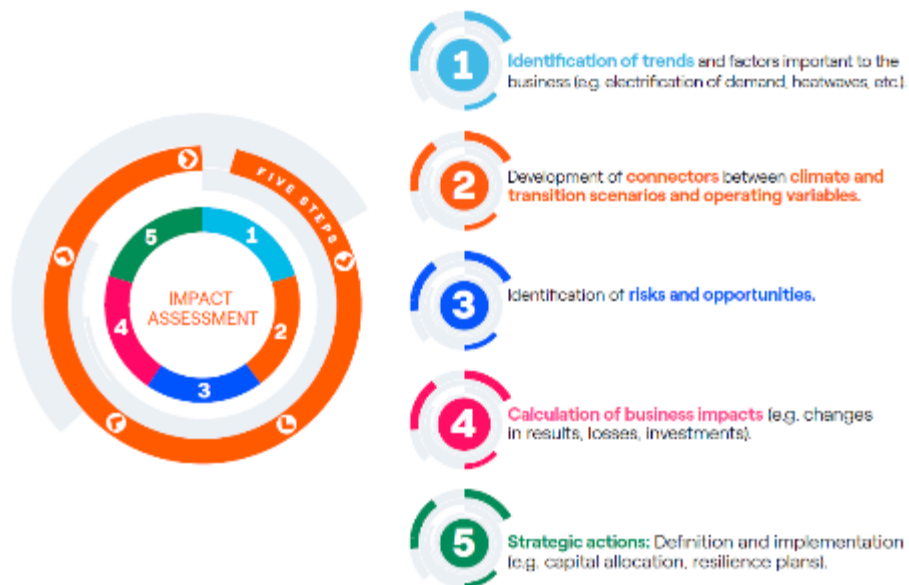 FIVE STEPS
1
2
3
4
5
IMPACT
ASSESSMENT
1
Identification of trends and factors important to the
business (e.g. electrification of demand, heatwaves, etc.).
2
Development of connectors between climate and
transition scenarios and operating variables.
3
Identification of risks and opportunities.
4
Calculation of business impacts (e.g. changes
in results, losses, investments).
5
Strategic actions: Definition and implementation
(e.g. capital allocation, resilience plans).